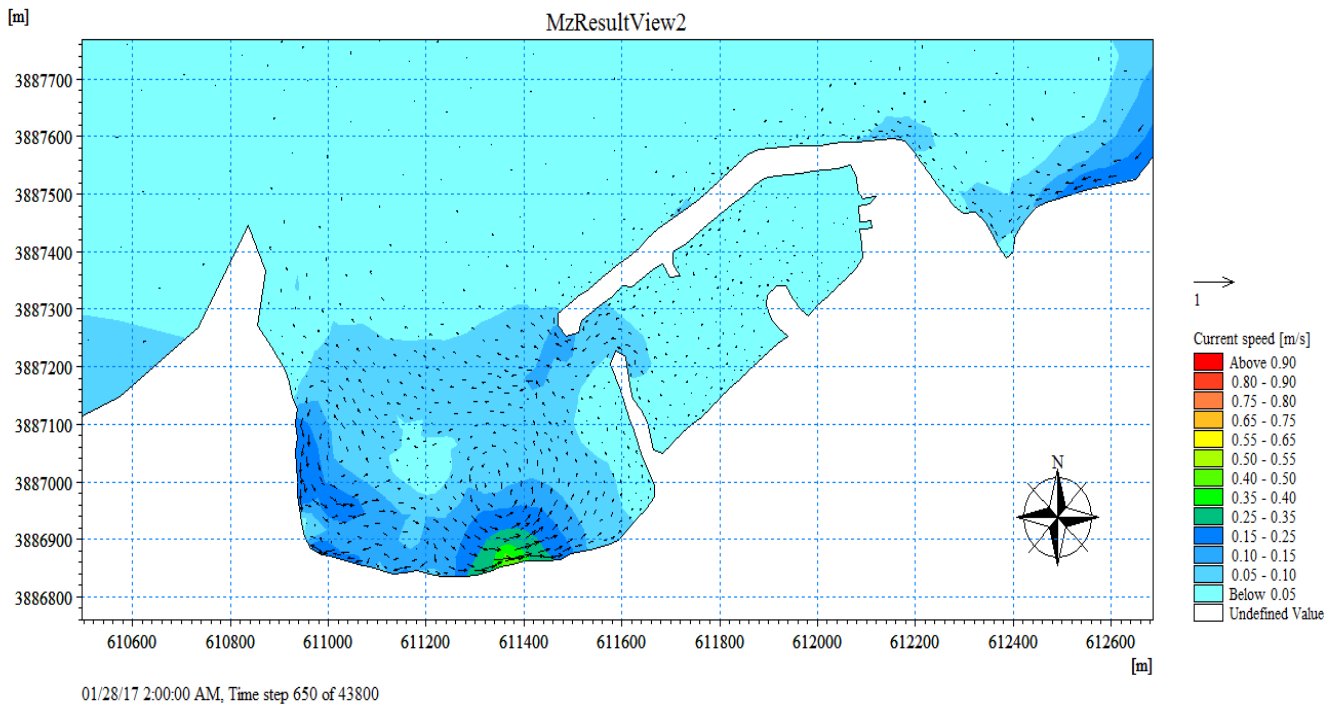 [m]
MzResultView2
3887700
3887600
3887500
3887400
3887300
3887200
3887100
3887000
3886900
3886800
610600 610800 611000 611200 611400 611600 611800 612000 612200 612400 612600
[m]
1
Current speed [m/s]
Above 0.90
0.80 - 0.90
0.75 - 0.80
0.65 - 0.75
0.55 - 0.65
0.50 - 0.55
0.40 - 0.50
0.35 - 0.40
0.25 - 0.35
0.15 - 0.25
0.10 - 0.15
0.05 - 0.10
Below 0.05
Undefined Value
N
01/28/17 2:00:00 AM, Time step 650 of 43800